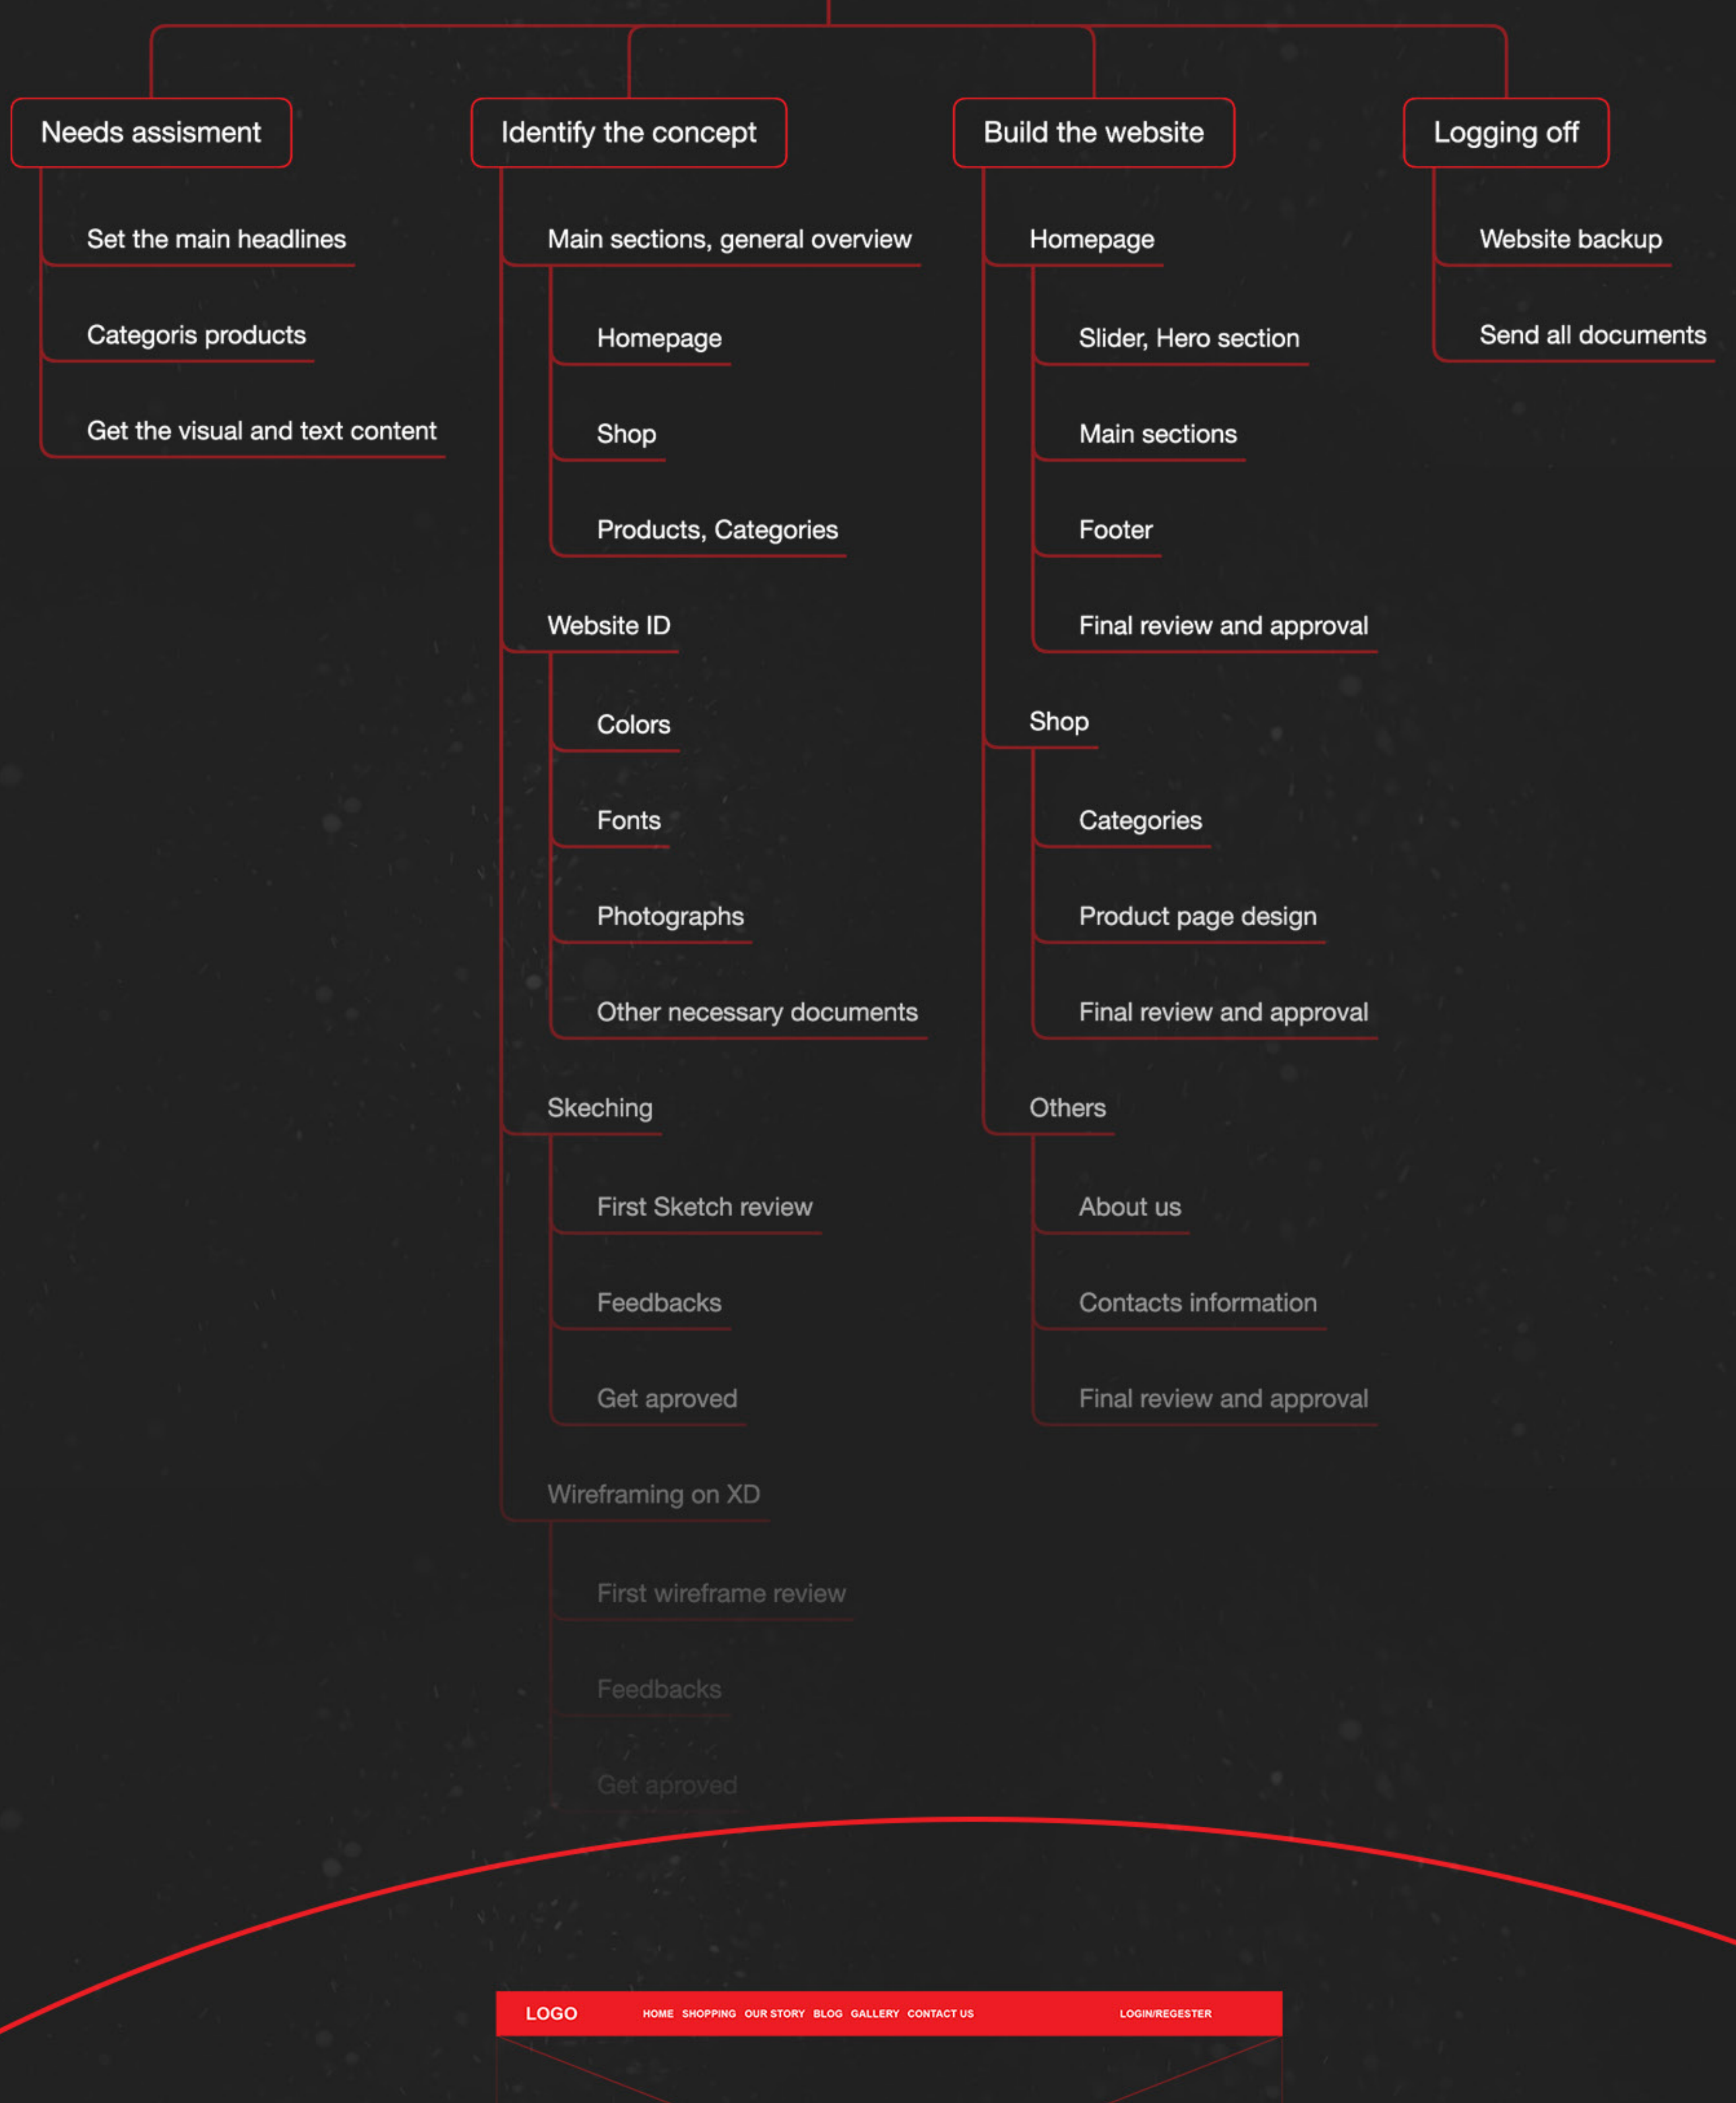 Needs assisment
Set the main headlines
Categoris products
Get the visual and text content
Identify the concept
Main sections, general overview
Homepage
Shop
Products, Categories
Website ID
Colors
Fonts
Photographs
Other necessary documents
Skeching
First Sketch review
Feedbacks
Get aproved
Wireframing on XD
First wireframe review
Feedbacks
Get aproved
Build the website
Homepage
Slider, Hero section
Main sections
Footer
Final review and approval
Shop
Categories
Product page design
Final review and approval
Others
About us
Contacts information
Final review and approval
Logging off
Website backup
Send all documents
LOGO HOME SHOPPING OUR STORY BLOG GALLERY CONTACT US LOGIN/REGESTER